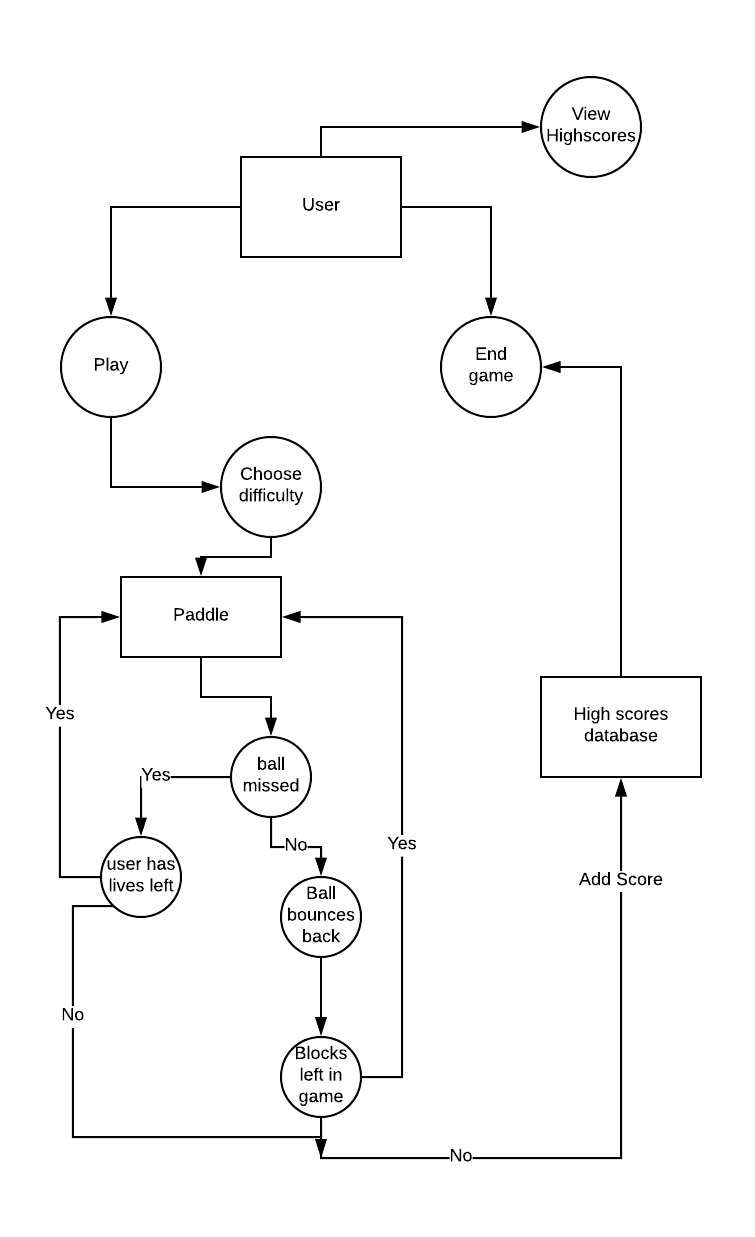 View
Highscores
User
Play
End
game
Choose
difficulty
Paddle
Yes
High scores
database
ball
missed
Yes
No
Yes
user has
lives left
Add Score
Ball
bounces
back
No
Blocks
left in
game
No